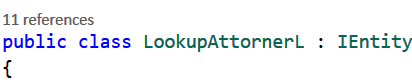 11 references
public class LookupAttornerL : IEntity
{